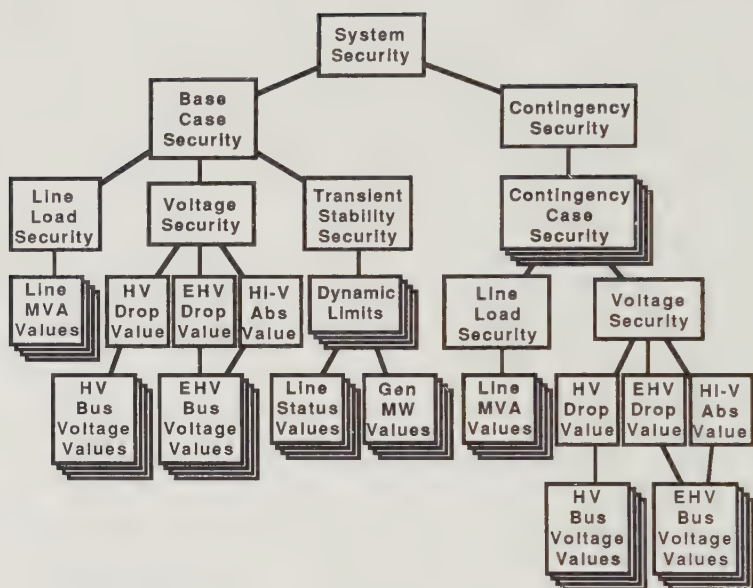 System
Security
Base
Case
Security
Contingency
Security
Line
Load
Security
Voltage
Security
Transient
Stability
Security
Contingency
Case
Security
Line
MVA
Values
HV
Drop
Value
EHV
Drop
Value
HI-V
Abs
Value
Dynamic
Limits
Line
Load
Security
Voltage
Security
HV
Bus
Voltage
Values
EHV
Bus
Voltage
Values
Line
Status
Values
Gen
MW
Values
Line
MVA
Values
HV
Drop
Value
EHV
Drop
Value
HI-V
Abs
Value
HV
Bus
Voltage
Values
EHV
Bus
Voltage
Values